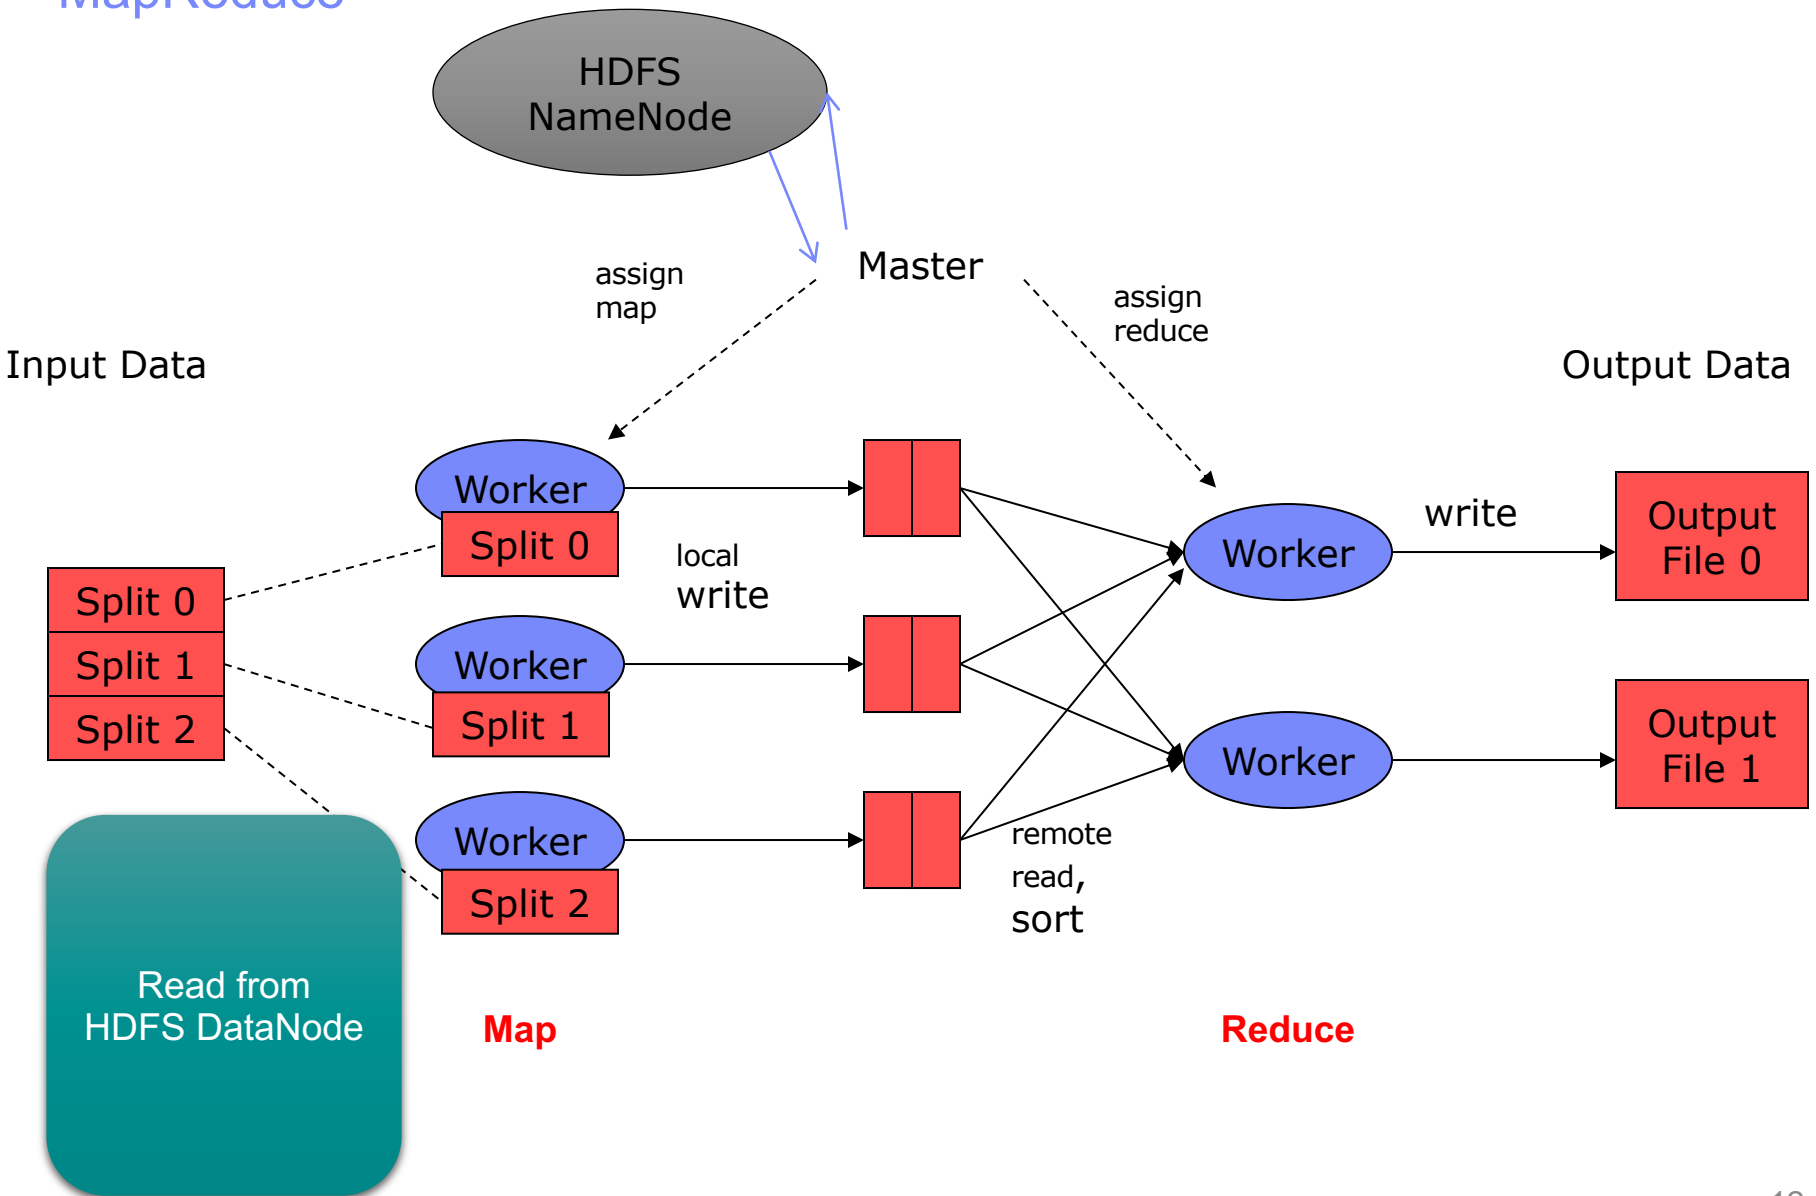 MapReduce
HDFS
NameNode
Master
assign
map
assign
reduce
Input Data
Output Data
Worker
Split 0
local
write
Worker
write
Output
File 0
Split 0
Split 1
Split 2
Worker
Split 1
Worker
Output
File 1
Worker
Split 2
remote
read,
sort
Read from
HDFS DataNode
Map
Reduce